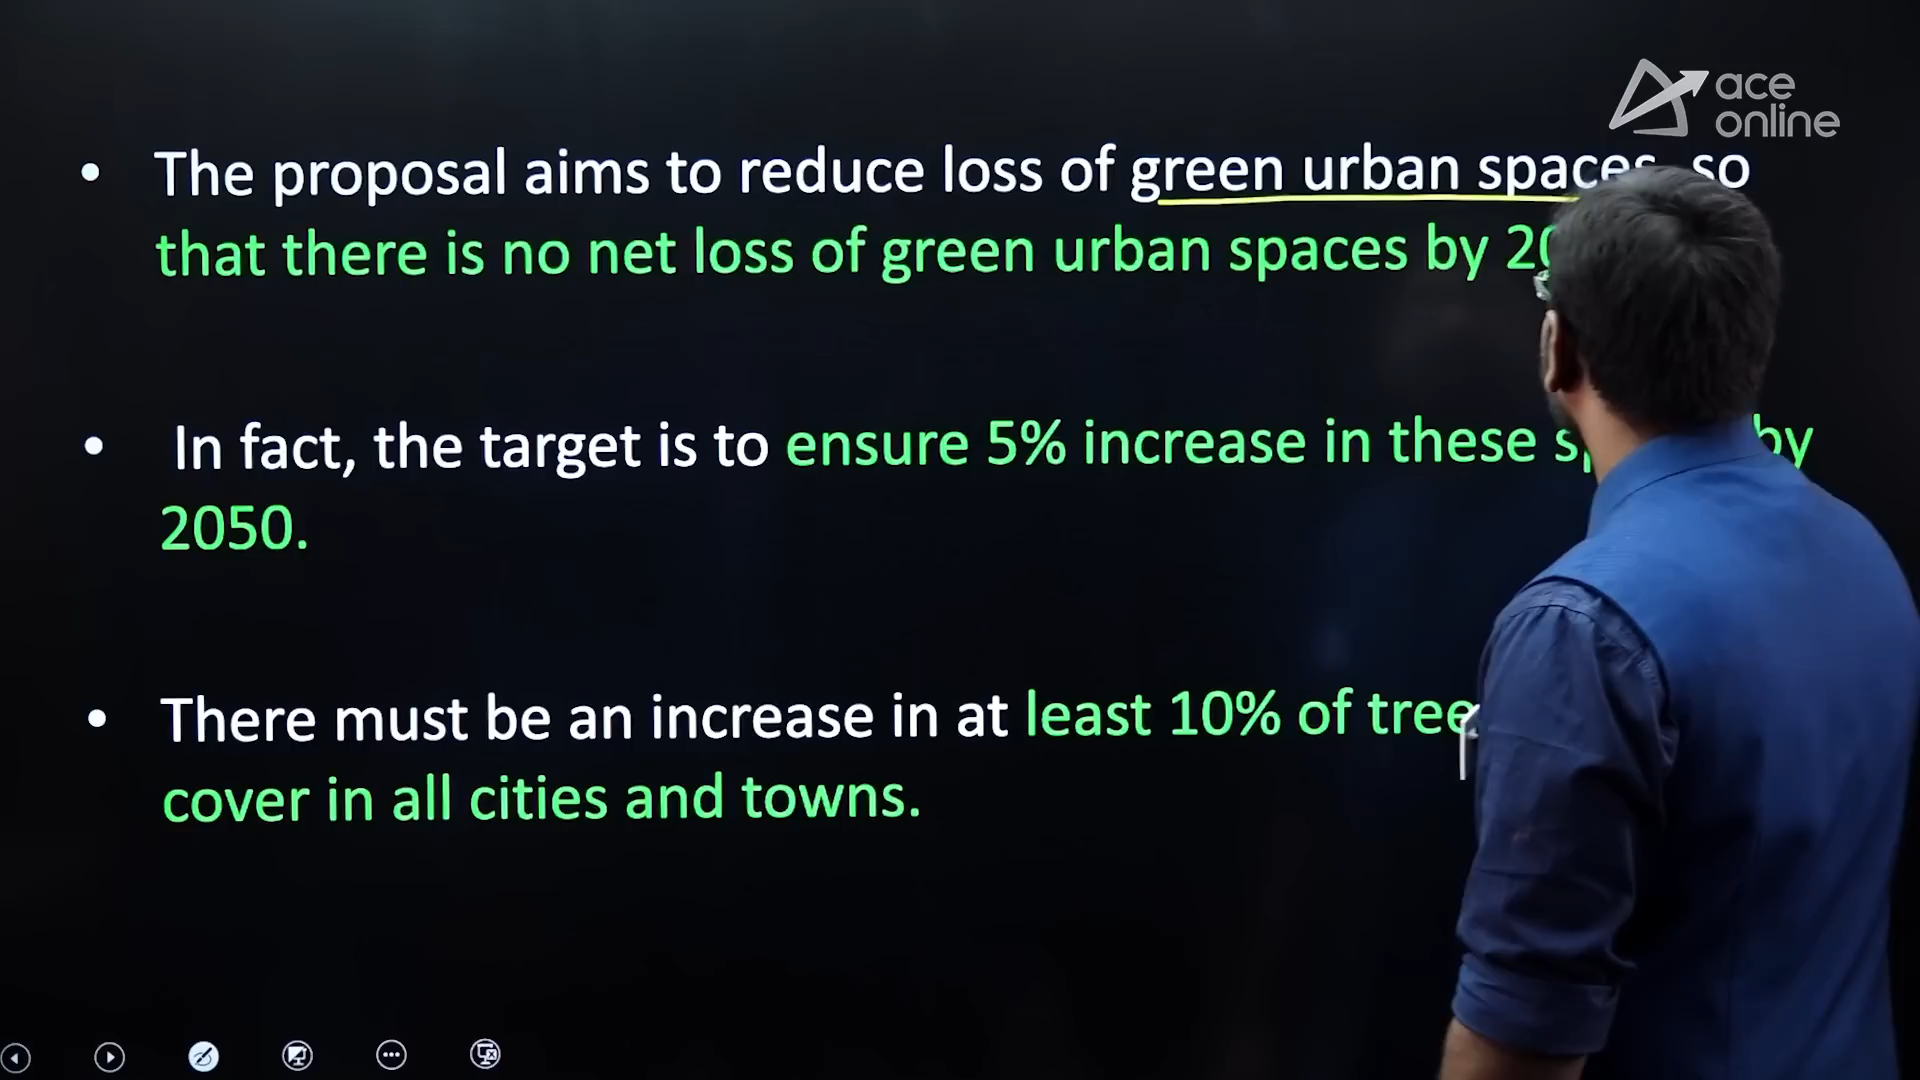 ace
online
• The proposal aims to reduce loss of green urban spaces, so
that there is no net loss of green urban spaces by
• In fact, the target is to ensure 5% increase in these by
2050.
• There must be an increase in at least 10% of tree
cover in all cities and towns.